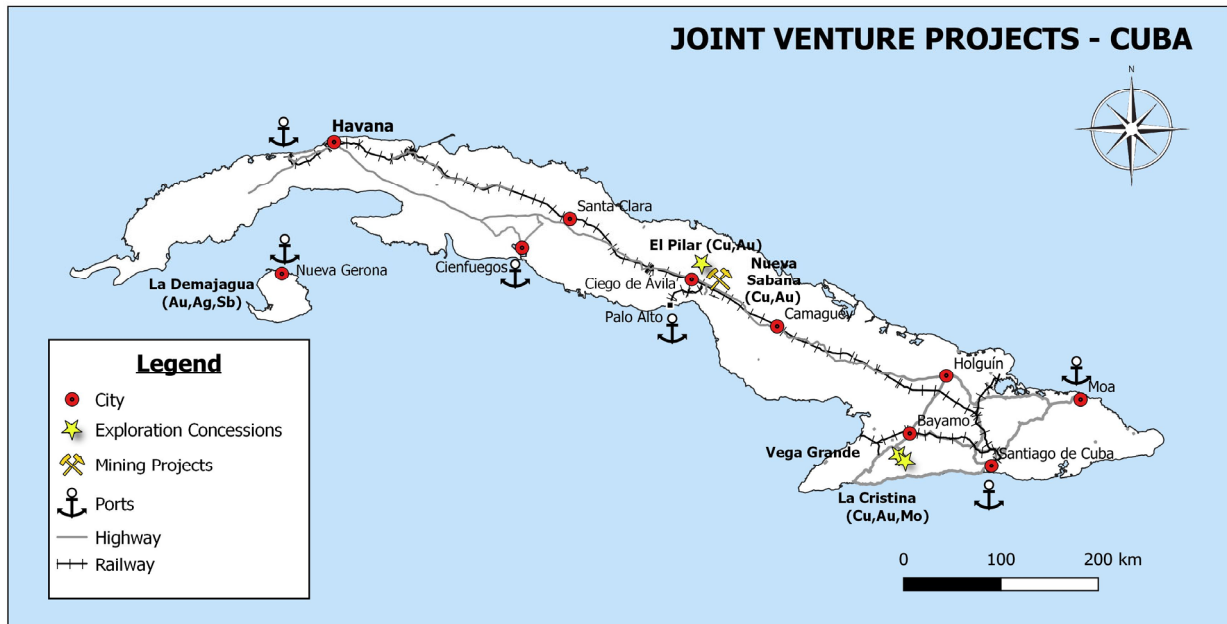 JOINT VENTURE PROJECTS - CUBA
N
Havana
Santa Clara
El Pilar (Cu,Au)
Cienfuegos
Nueva Gerona
La Demajagua
(Au,Ag,Sb)
Ciego de Ávila
Nueva
Sabana
(Cu,Au)
Palo Alto
Camaguey
Holguín
Moa
Bayamo
Vega Grande
Santiago de Cuba
La Cristina
(Cu,Au,Mo)
Legend
City
Exploration Concessions
Mining Projects
Ports
Highway
Railway
0 100 200 km